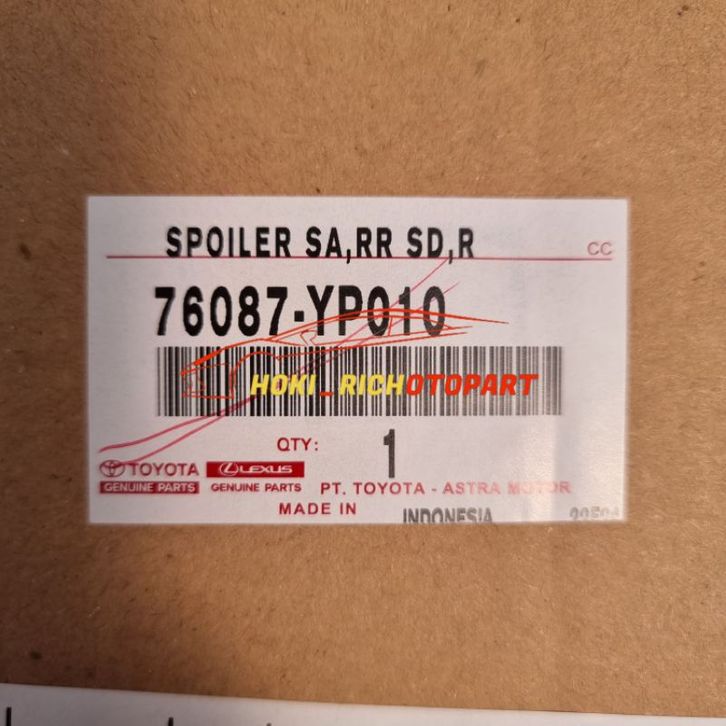 SPOILER SA,RR SD,R
CC
76087-YP010
HOKI_RICHOTOPART
QTY: 1
TOYOTA LEXUS
GENUINE PARTS GENUINE PARTS PT. TOYOTA - ASTRA MOTOR
MADE IN INDONESIA